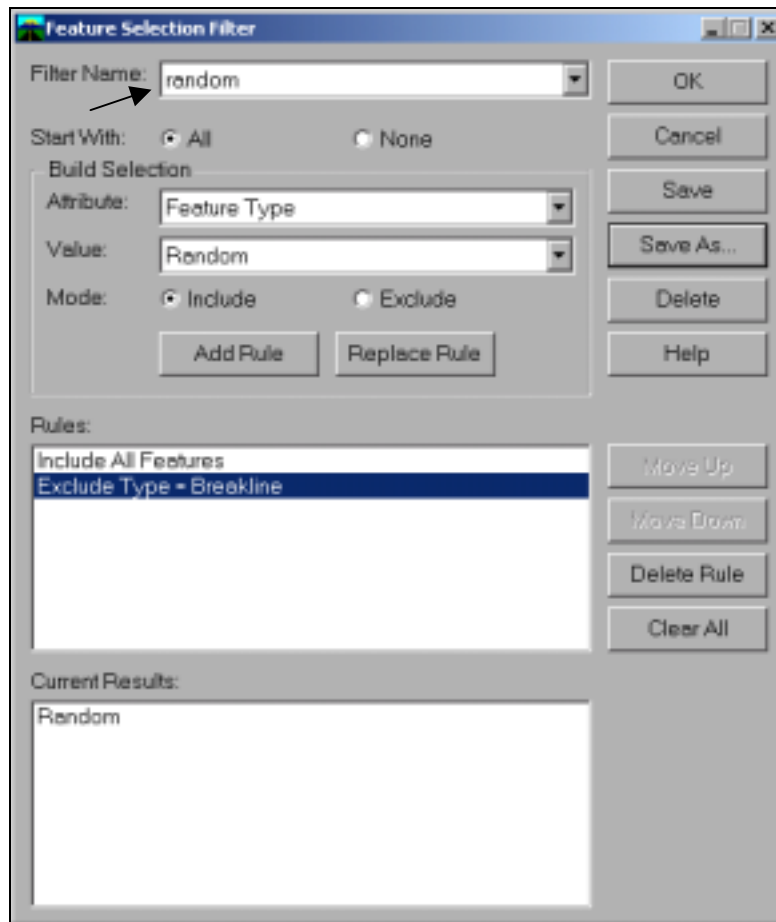 Feature Selection Filter
Filter Name: random
OK
Start With: All None
Cancel
Build Selection
Attribute: Feature Type
Save
Value: Random
Save As...
Mode: Include Exclude
Delete
Add Rule Replace Rule
Help
Rules:
Include All Features
Exclude Type = Breakline
Move Up
Move Down
Delete Rule
Clear All
Current Results:
Random